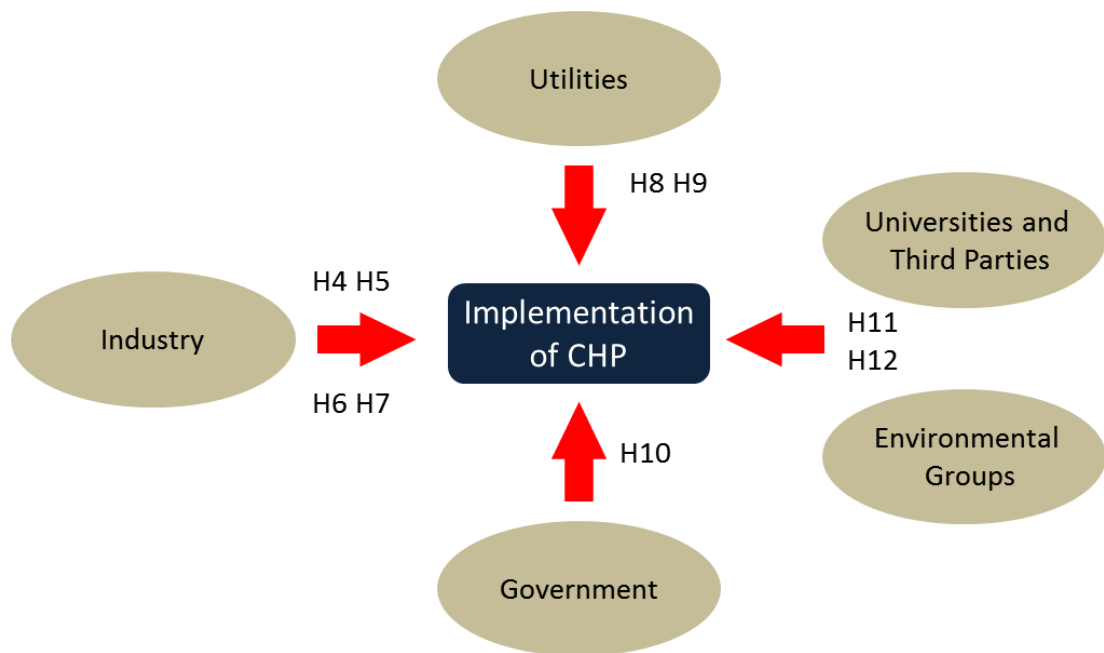 Utilities
H8 H9
Universities and
Third Parties
H4 H5
Industry
H6 H7
Implementation
of CHP
H11
H12
Environmental
Groups
H10
Government